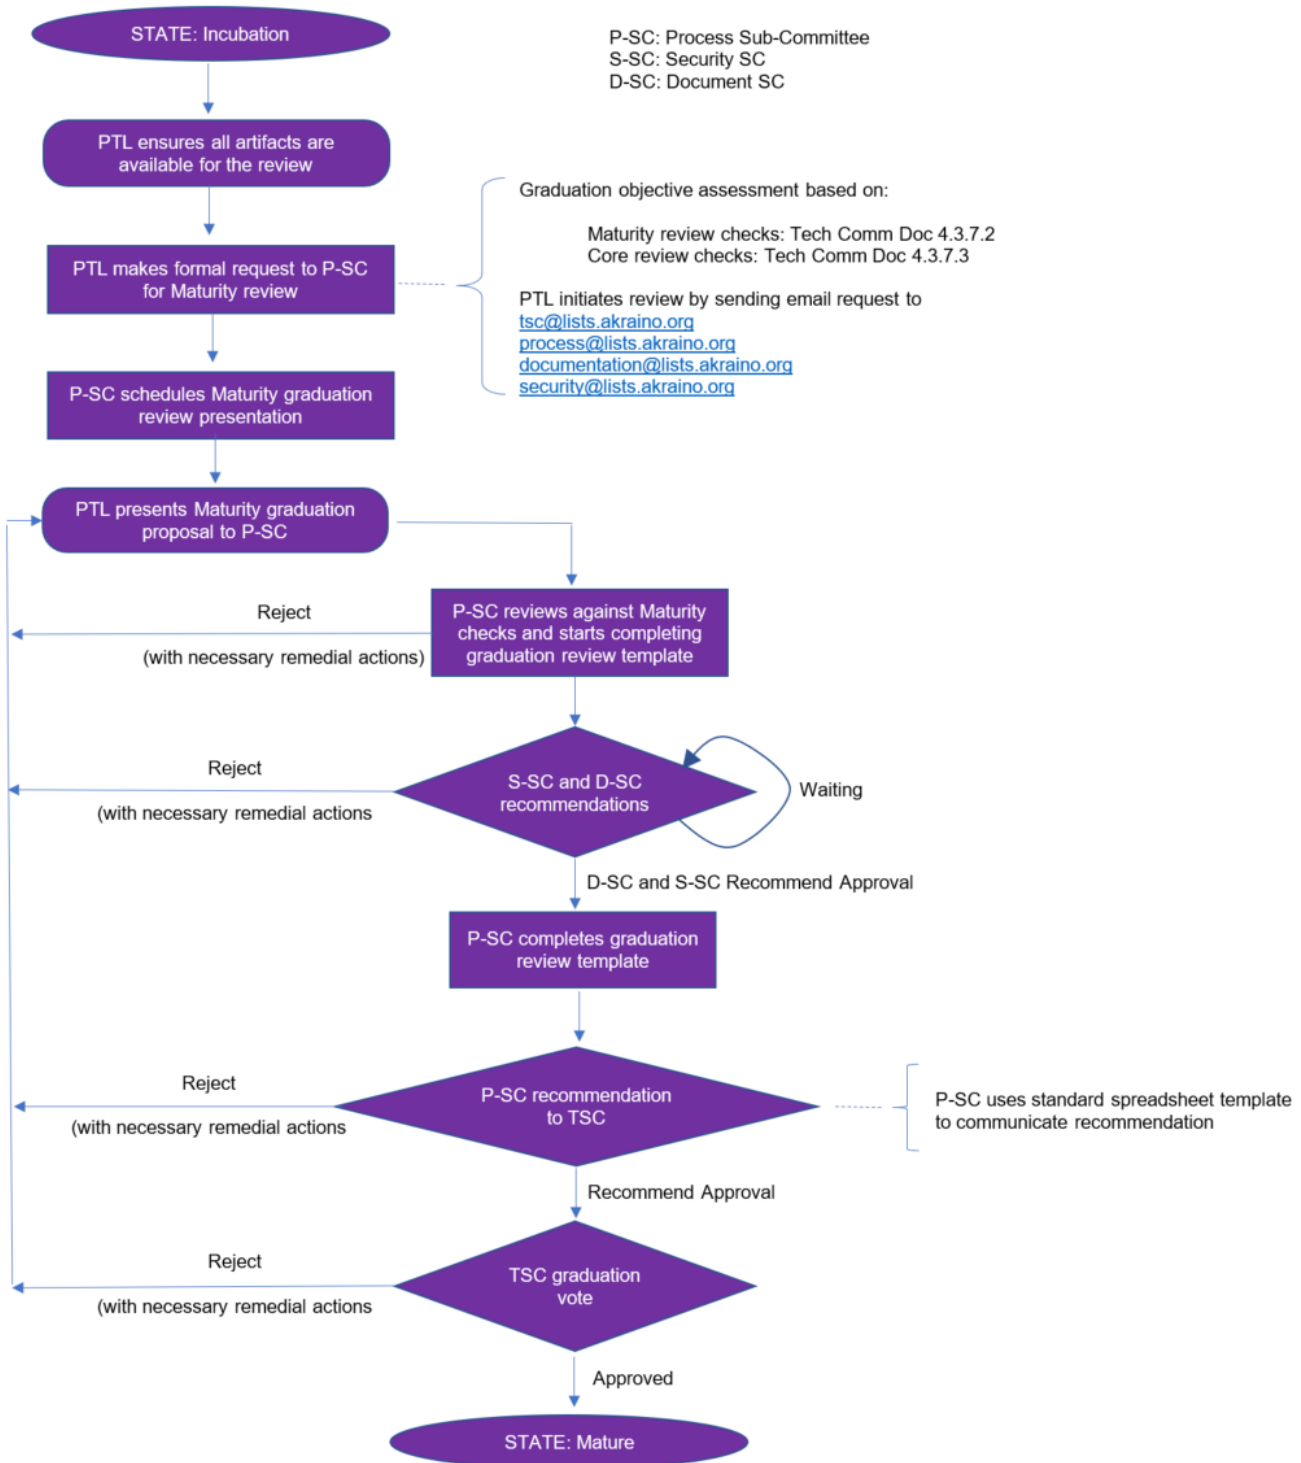 STATE: Incubation
P-SC: Process Sub-Committee
S-SC: Security SC
D-SC: Document SC
PTL ensures all artifacts are
available for the review
Graduation objective assessment based on:
Maturity review checks: Tech Comm Doc 4.3.7.2
Core review checks: Tech Comm Doc 4.3.7.3
PTL initiates review by sending email request to
tsc@lists.akraino.org
process@lists.akraino.org
documentation@lists.akraino.org
security@lists.akraino.org
PTL makes formal request to P-SC
for Maturity review
P-SC schedules Maturity graduation
review presentation
PTL presents Maturity graduation
proposal to P-SC
Reject
(with necessary remedial actions)
P-SC reviews against Maturity
checks and starts completing
graduation review template
Reject
(with necessary remedial actions
S-SC and D-SC
recommendations
Waiting
D-SC and S-SC Recommend Approval
P-SC completes graduation
review template
Reject
(with necessary remedial actions
P-SC recommendation
to TSC
P-SC uses standard spreadsheet template
to communicate recommendation
Recommend Approval
Reject
(with necessary remedial actions
TSC graduation
vote
Approved
STATE: Mature